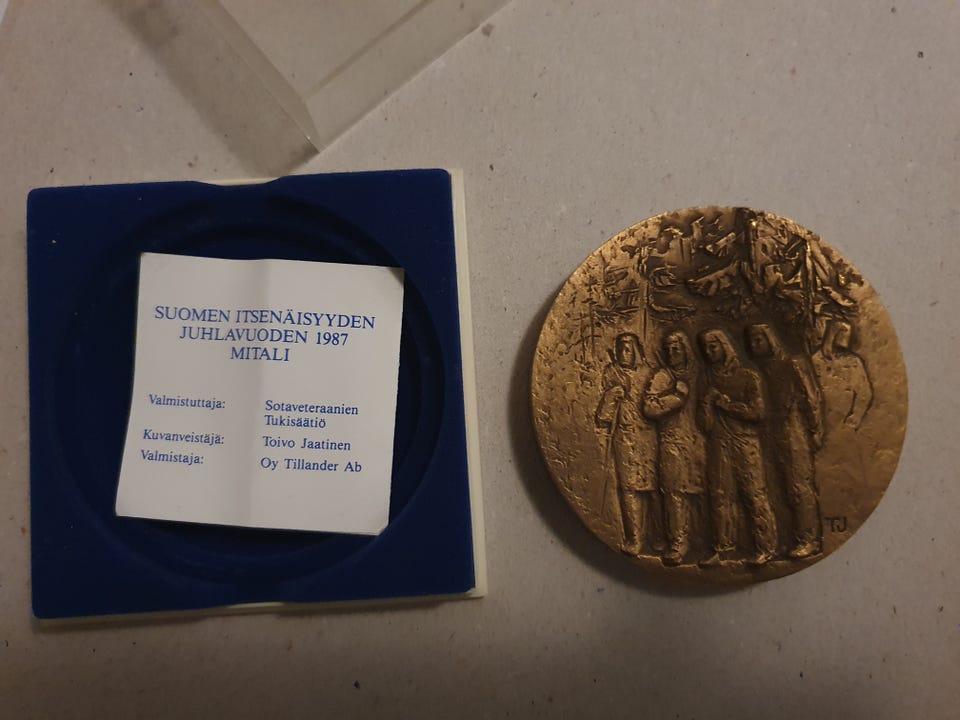 SUOMEN ITSENÄISYYDEN
JUHLAVUODEN 1987
MITALI
Valmistuttaja: Sotaveteraanien
Tukisäätiö
Kuvanveistäjä: Toivo Jaatinen
Valmistaja: Oy Tillander Ab
TJ